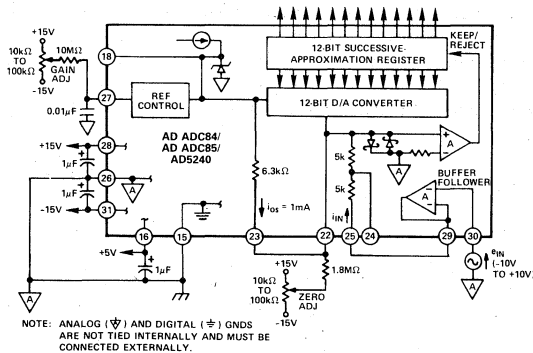 KEEP/
REJECT
12-BIT SUCCESSIVE-
APPROXIMATION REGISTER
12-BIT D/A CONVERTER
+15V
10kΩ
TO
100kΩ
-15V
10MΩ
GAIN
ADJ
18
27
0.01μF
REF
CONTROL
AD ADC84/
ADC85/
AD5240
+15V
28
+
1μF
26
A
+
1μF
-15V
31
6.3kΩ
iOS = 1mA
5k
5k
iIN
+
-
A
A
BUFFER
FOLLOWER
A
-
16
15
23
22
25
24
29
30
+5V
+
1μF
A
+15V
10kΩ
TO
100kΩ
-15V
ZERO
ADJ
1.8MΩ
eIN
(-10V
TO +10V)
A
NOTE: ANALOG (A) AND DIGITAL (⏚) GNDS
ARE NOT TIED INTERNALLY AND MUST BE
CONNECTED EXTERNALLY.